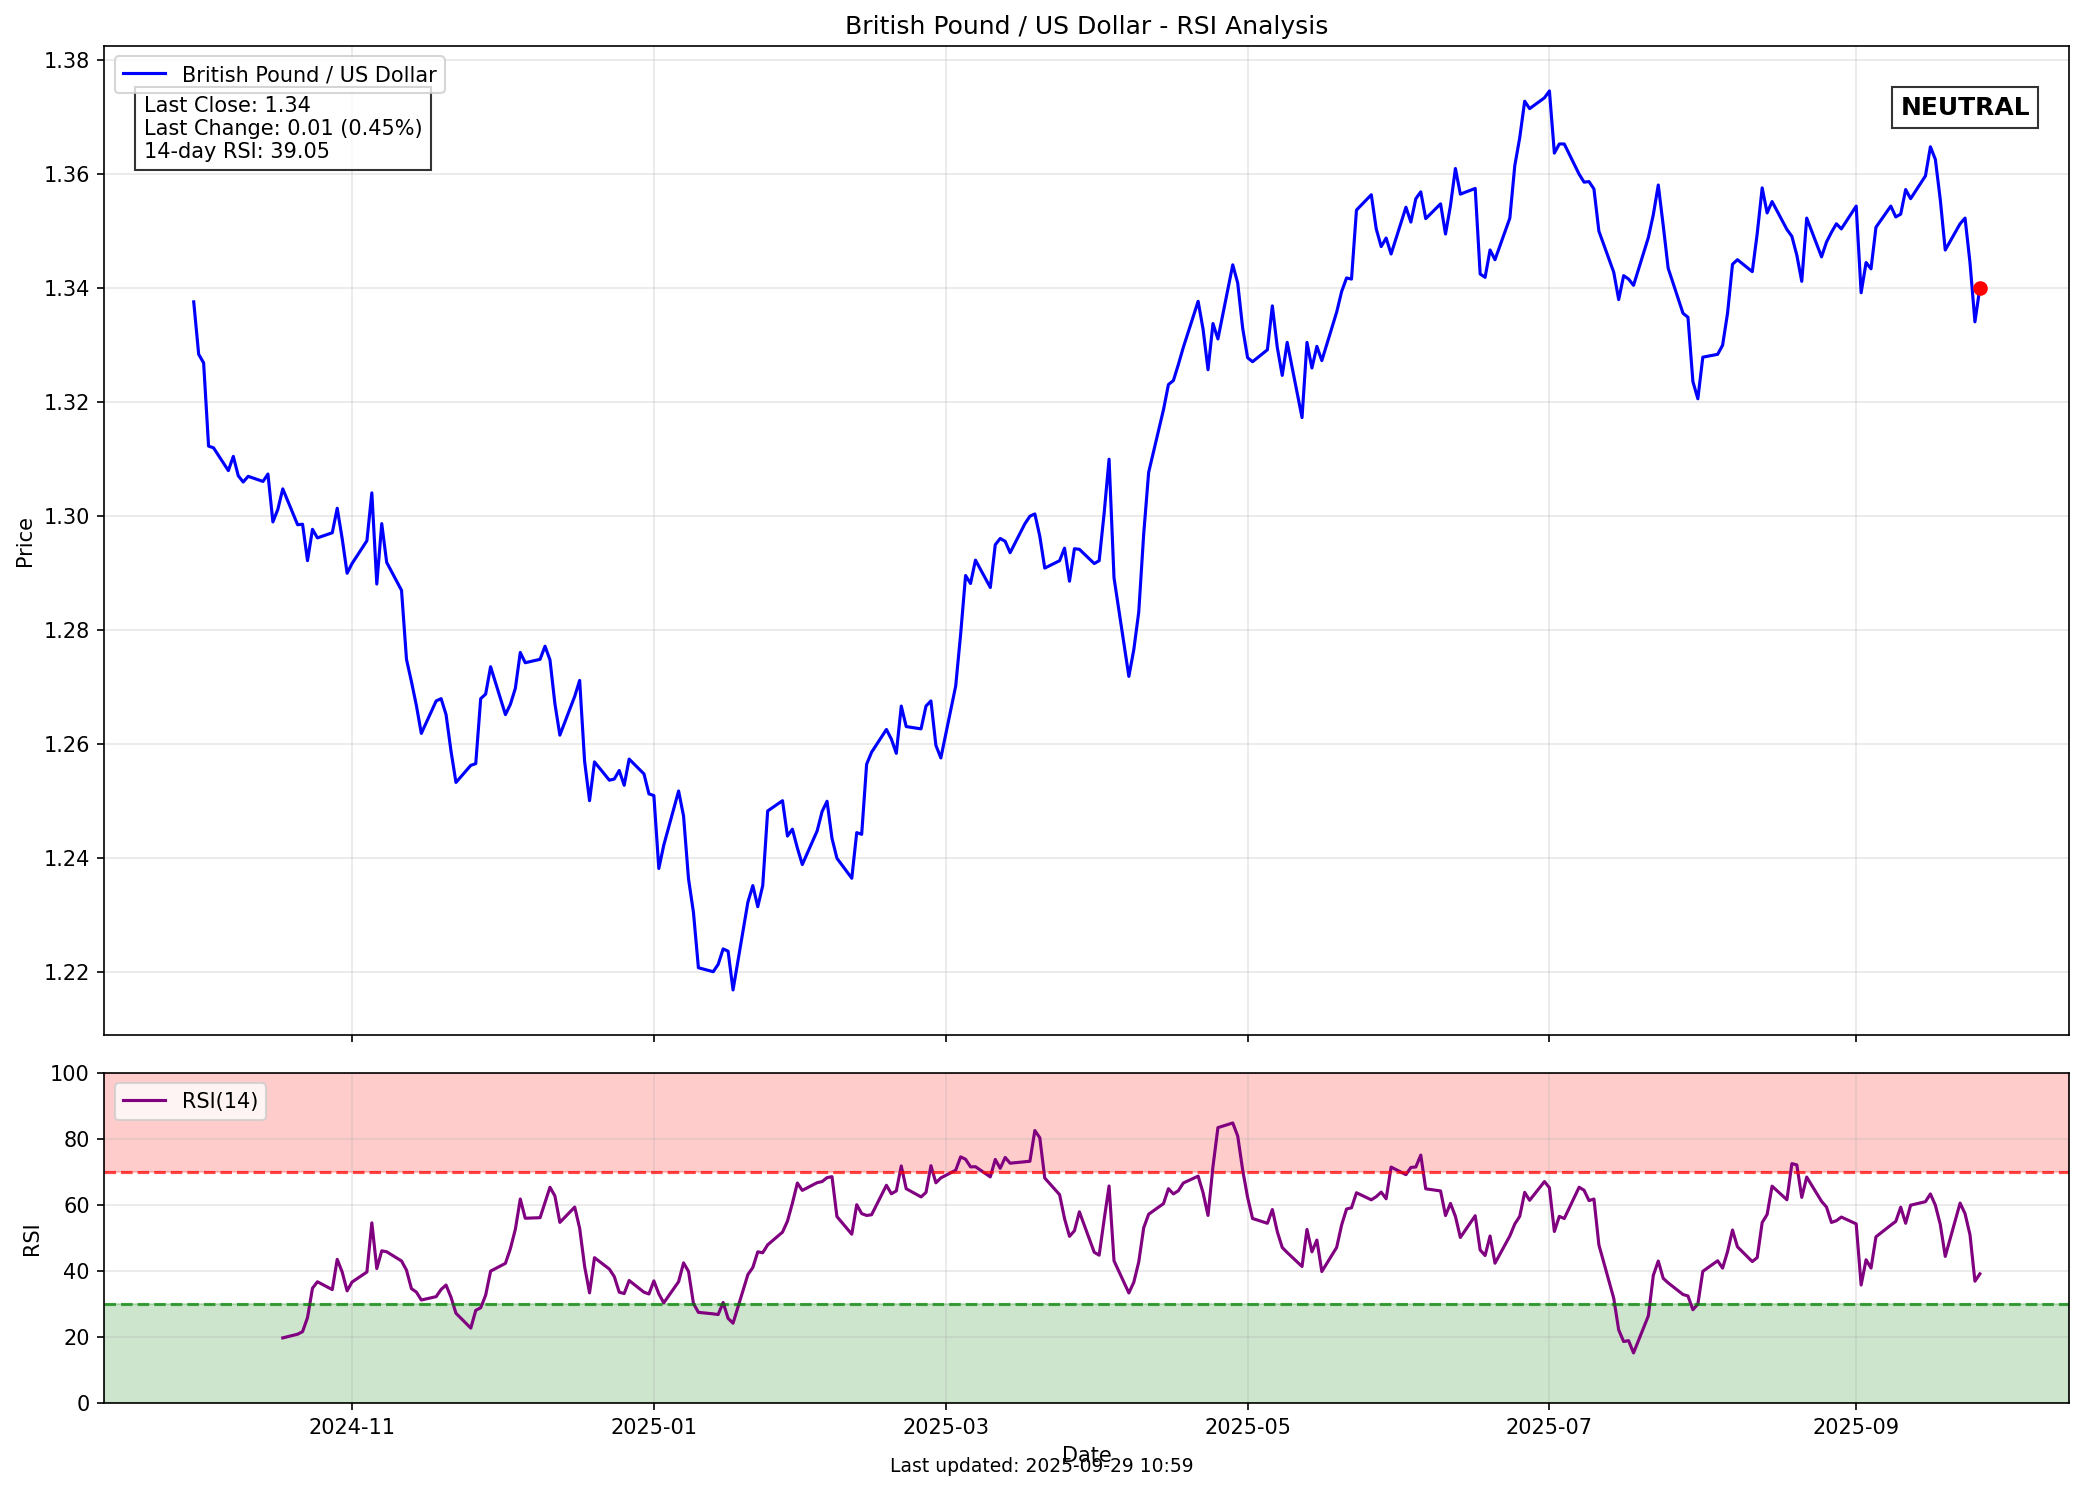 British Pound / US Dollar - RSI Analysis
British Pound / US Dollar
Last Close: 1.34
Last Change: 0.01 (0.45%)
14-day RSI: 39.05
NEUTRAL
Price
1.38
1.36
1.34
1.32
1.30
1.28
1.26
1.24
1.22
RSI(14)
RSI
100
80
60
40
20
0
2024-11 2025-01 2025-03 2025-05 2025-07 2025-09
Date
Last updated: 2025-09-29 10:59